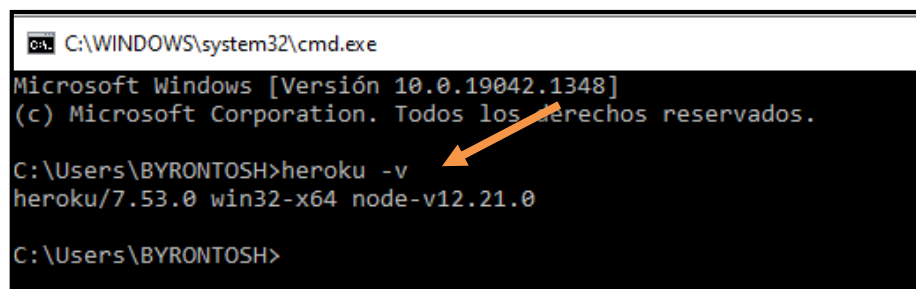 C:\WINDOWS\system32\cmd.exe
Microsoft Windows [Versión 10.0.19042.1348]
(c) Microsoft Corporation. Todos los derechos reservados.
C:\Users\BYRONTOSH>heroku -v
heroku/7.53.0 win32-x64 node-v12.21.0
C:\Users\BYRONTOSH>